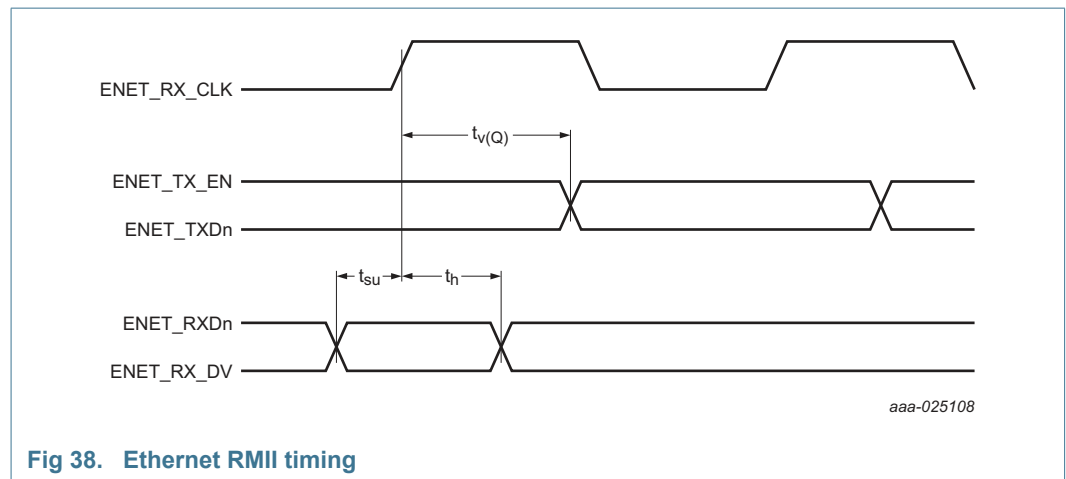 ENET_RX_CLK
tv(Q)
ENET_TX_EN
ENET_TXDn
tsu
th
ENET_RXDn
ENET_RX_DV
aaa-025108
Fig 38. Ethernet RMII timing